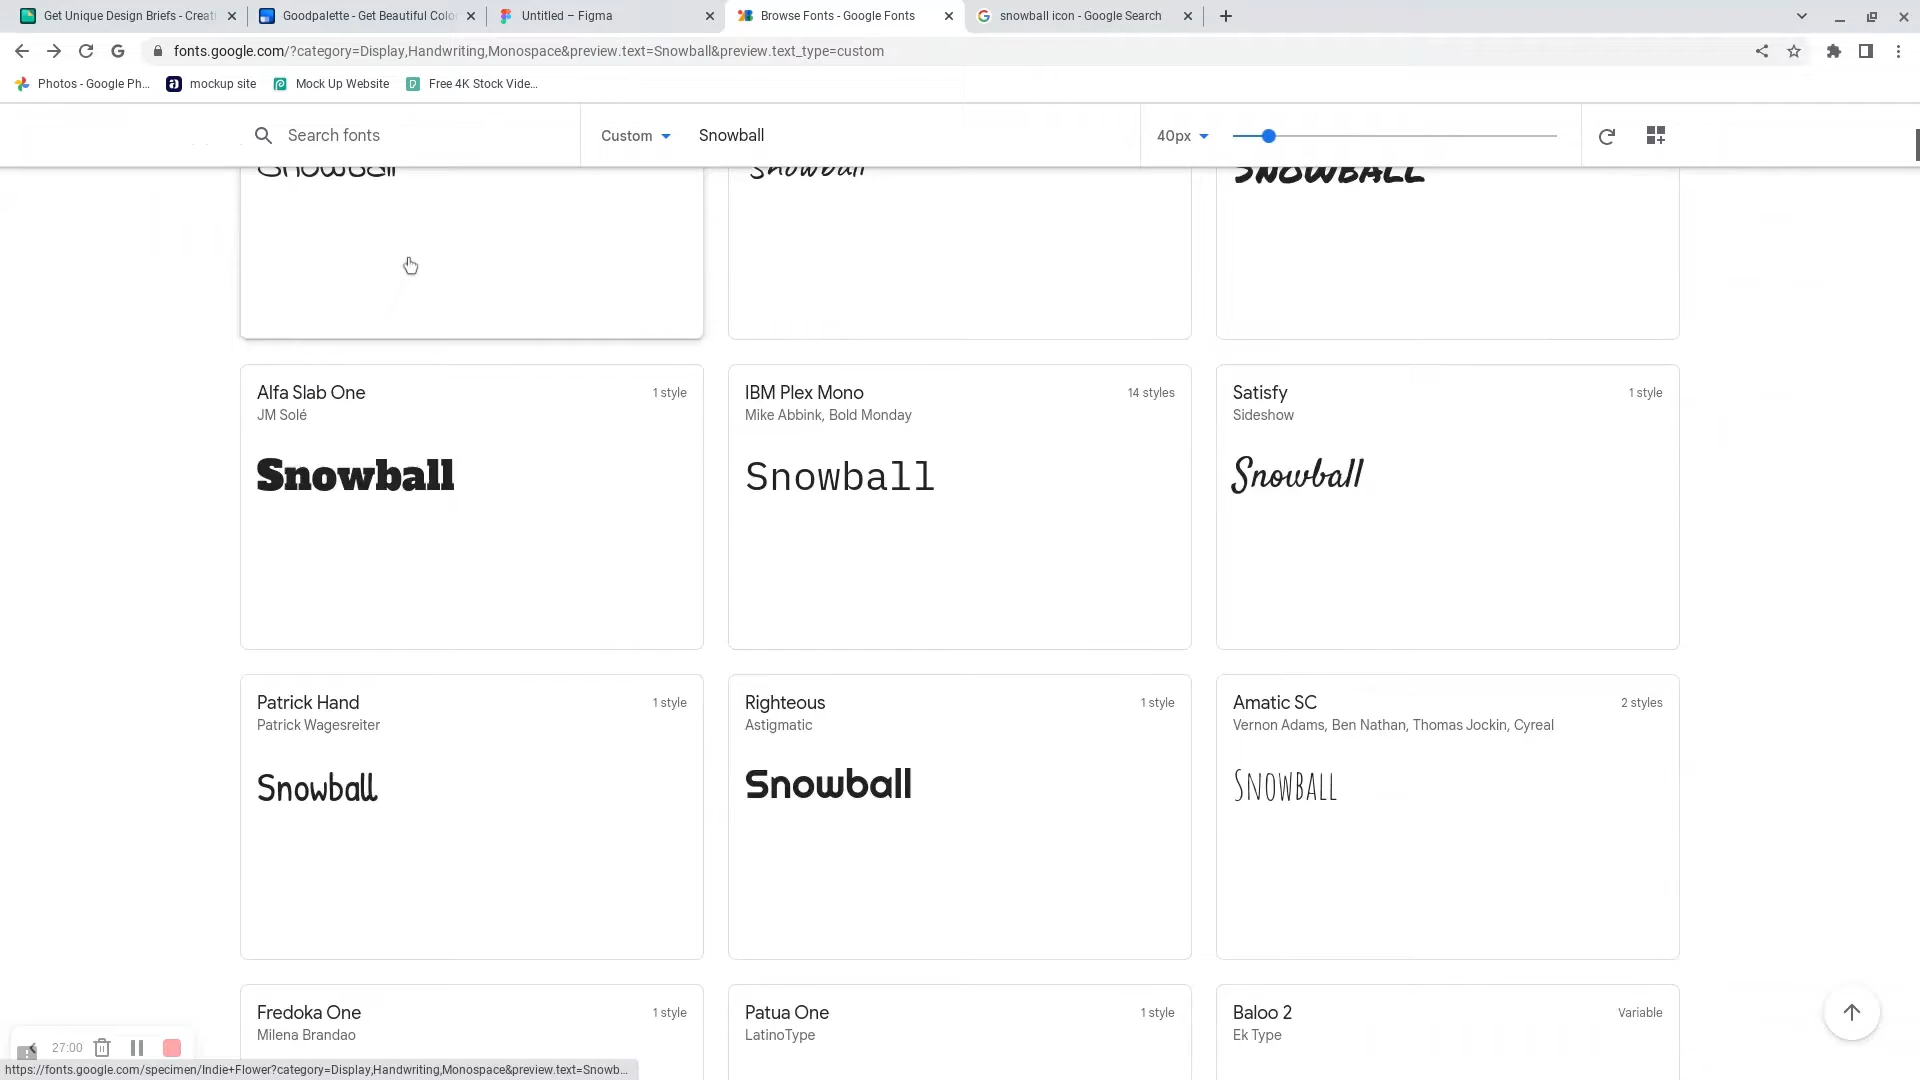 Get Unique Design Briefs - Creati
Goodpalette - Get Beautiful Colo
Untitled – Figma
Browse Fonts - Google Fonts
snowball icon - Google Search
fonts.google.com/?category=Display,Handwriting,Monospace&preview.text=Snowball&preview.text_type=custom
Photos - Google Ph...
mockup site
Mock Up Website
Free 4K Stock Vide...
Search fonts
Custom
Snowball
40px
Snowball
Snowball
SNOWBALL
Alfa Slab One
1 style
JM Solé
Snowball
IBM Plex Mono
14 styles
Mike Abbink, Bold Monday
Snowball
Satisfy
1 style
Sideshow
Snowball
Patrick Hand
1 style
Patrick Wagesreiter
Snowball
Righteous
1 style
Astigmatic
Snowball
Amatic SC
2 styles
Vernon Adams, Ben Nathan, Thomas Jockin, Cyreal
SNOWBALL
Fredoka One
1 style
Milena Brandao
Patua One
1 style
LatinoType
Baloo 2
Variable
Ek Type
27:00
https://fonts.google.com/specimen/Indie+Flower?category=Display,Handwriting,Monospace&preview.text=Snowb...